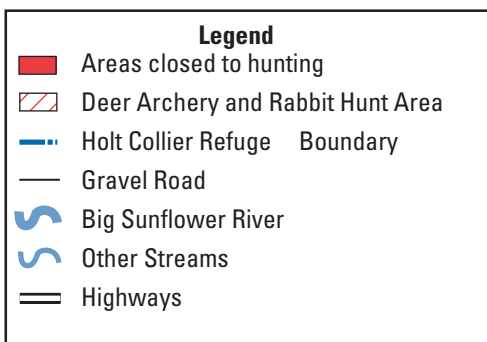 Legend
Areas closed to hunting
Deer Archery and Rabbit Hunt Area
Holt Collier Refuge Boundary
Gravel Road
Big Sunflower River
Other Streams
Highways